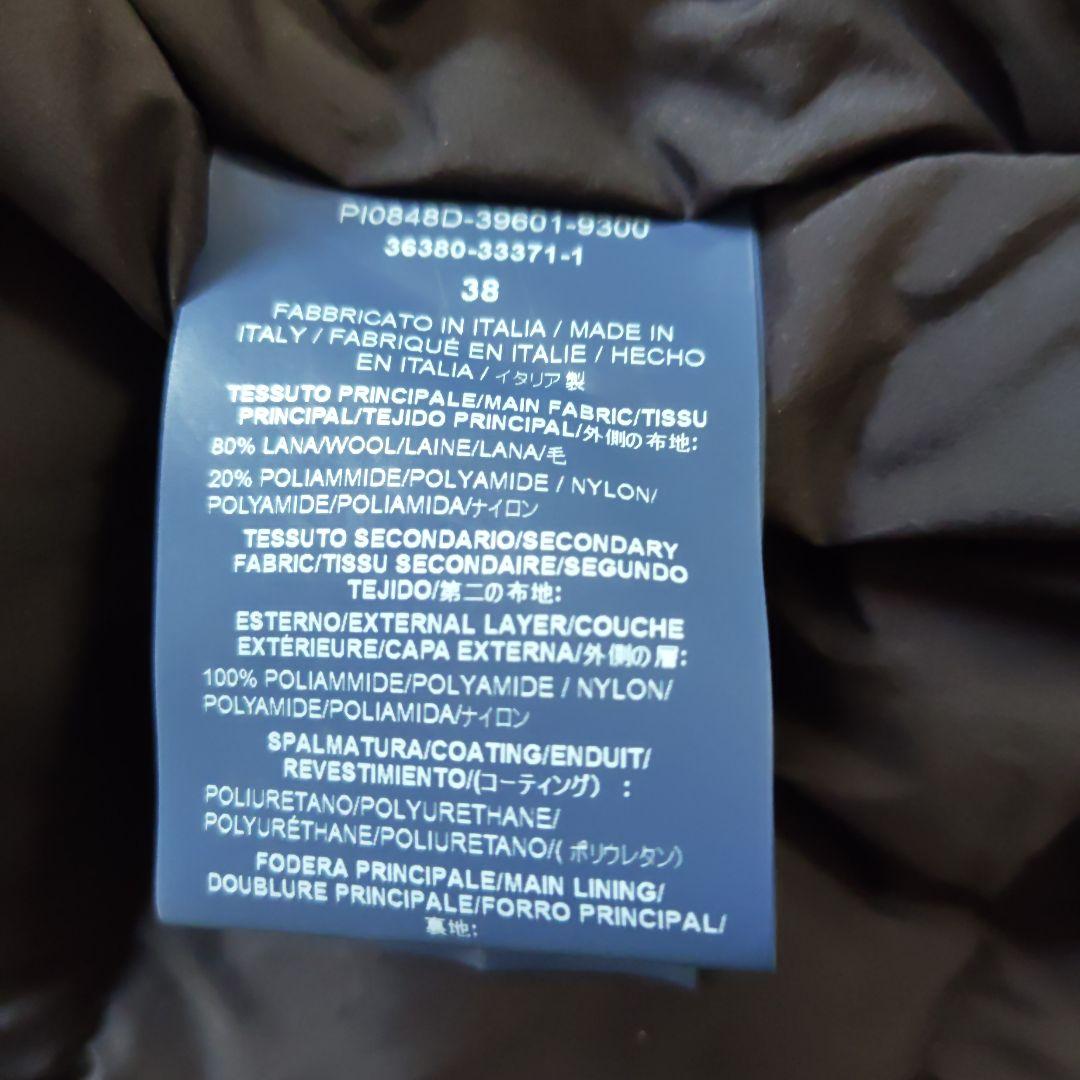 PI0848D-39601-9300
36380-33371-1
38
FABBRICATO IN ITALIA / MADE IN
ITALY / FABRIQUÉ EN ITALIE / HECHO
EN ITALIA / イタリア製
TESSUTO PRINCIPALE/MAIN FABRIC/TISSU
PRINCIPAL/TEJIDO PRINCIPAL/外側の布地:
80% LANA/WOOL/LAINE/LANA/毛
20% POLIAMMIDE/POLYAMIDE / NYLON/
POLYAMIDE/POLIAMIDA/ナイロン
TESSUTO SECONDARIO/SECONDARY
FABRIC/TISSU SECONDAIRE/SEGUNDO
TEJIDO/第二の布地:
ESTERNO/EXTERNAL LAYER/COUCHE
EXTÉRIEURE/CAPA EXTERNA/外側の層:
100% POLIAMMIDE/POLYAMIDE / NYLON/
POLYAMIDE/POLIAMIDA/ナイロン
SPALMATURA/COATING/ENDUIT/
REVESTIMIENTO/(コーティング) :
POLIURETANO/POLYURETHANE/
POLYURÉTHANE/POLIURETANO/( ポリウレタン)
FODERA PRINCIPALE/MAIN LINING/
DOUBLURE PRINCIPALE/FORRO PRINCIPAL/
裏地: